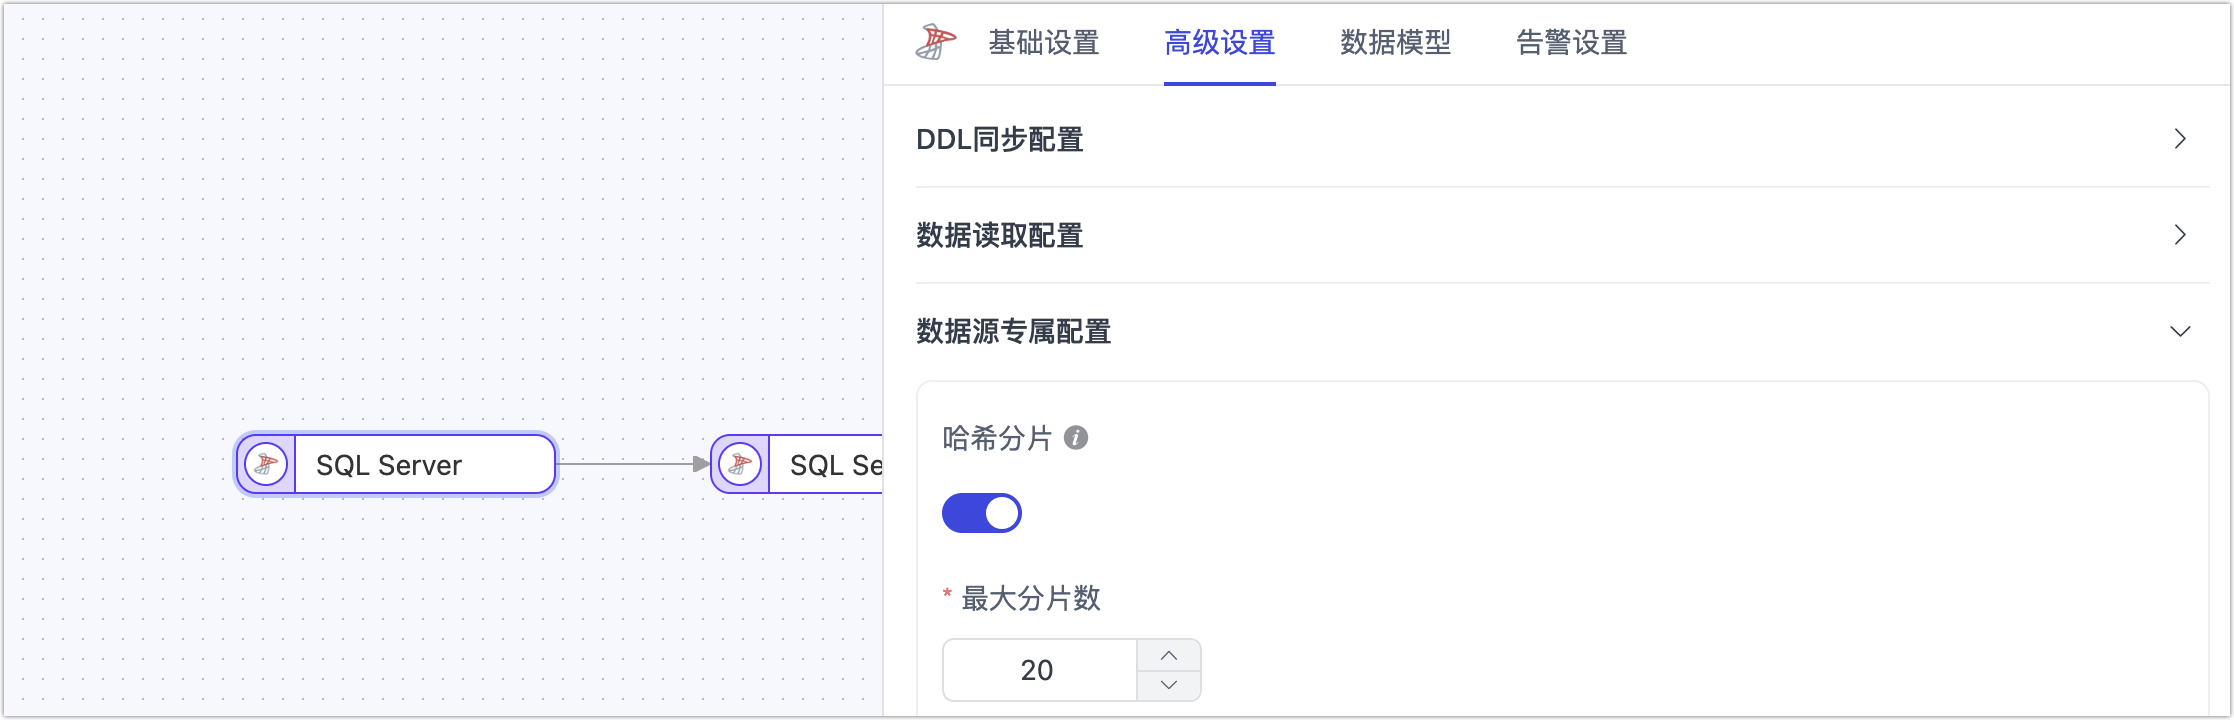 基础设置
高级设置
数据模型
告警设置
DDL同步配置
数据读取配置
数据源专属配置
哈希分片
* 最大分片数
20
SQL Server
SQL Se